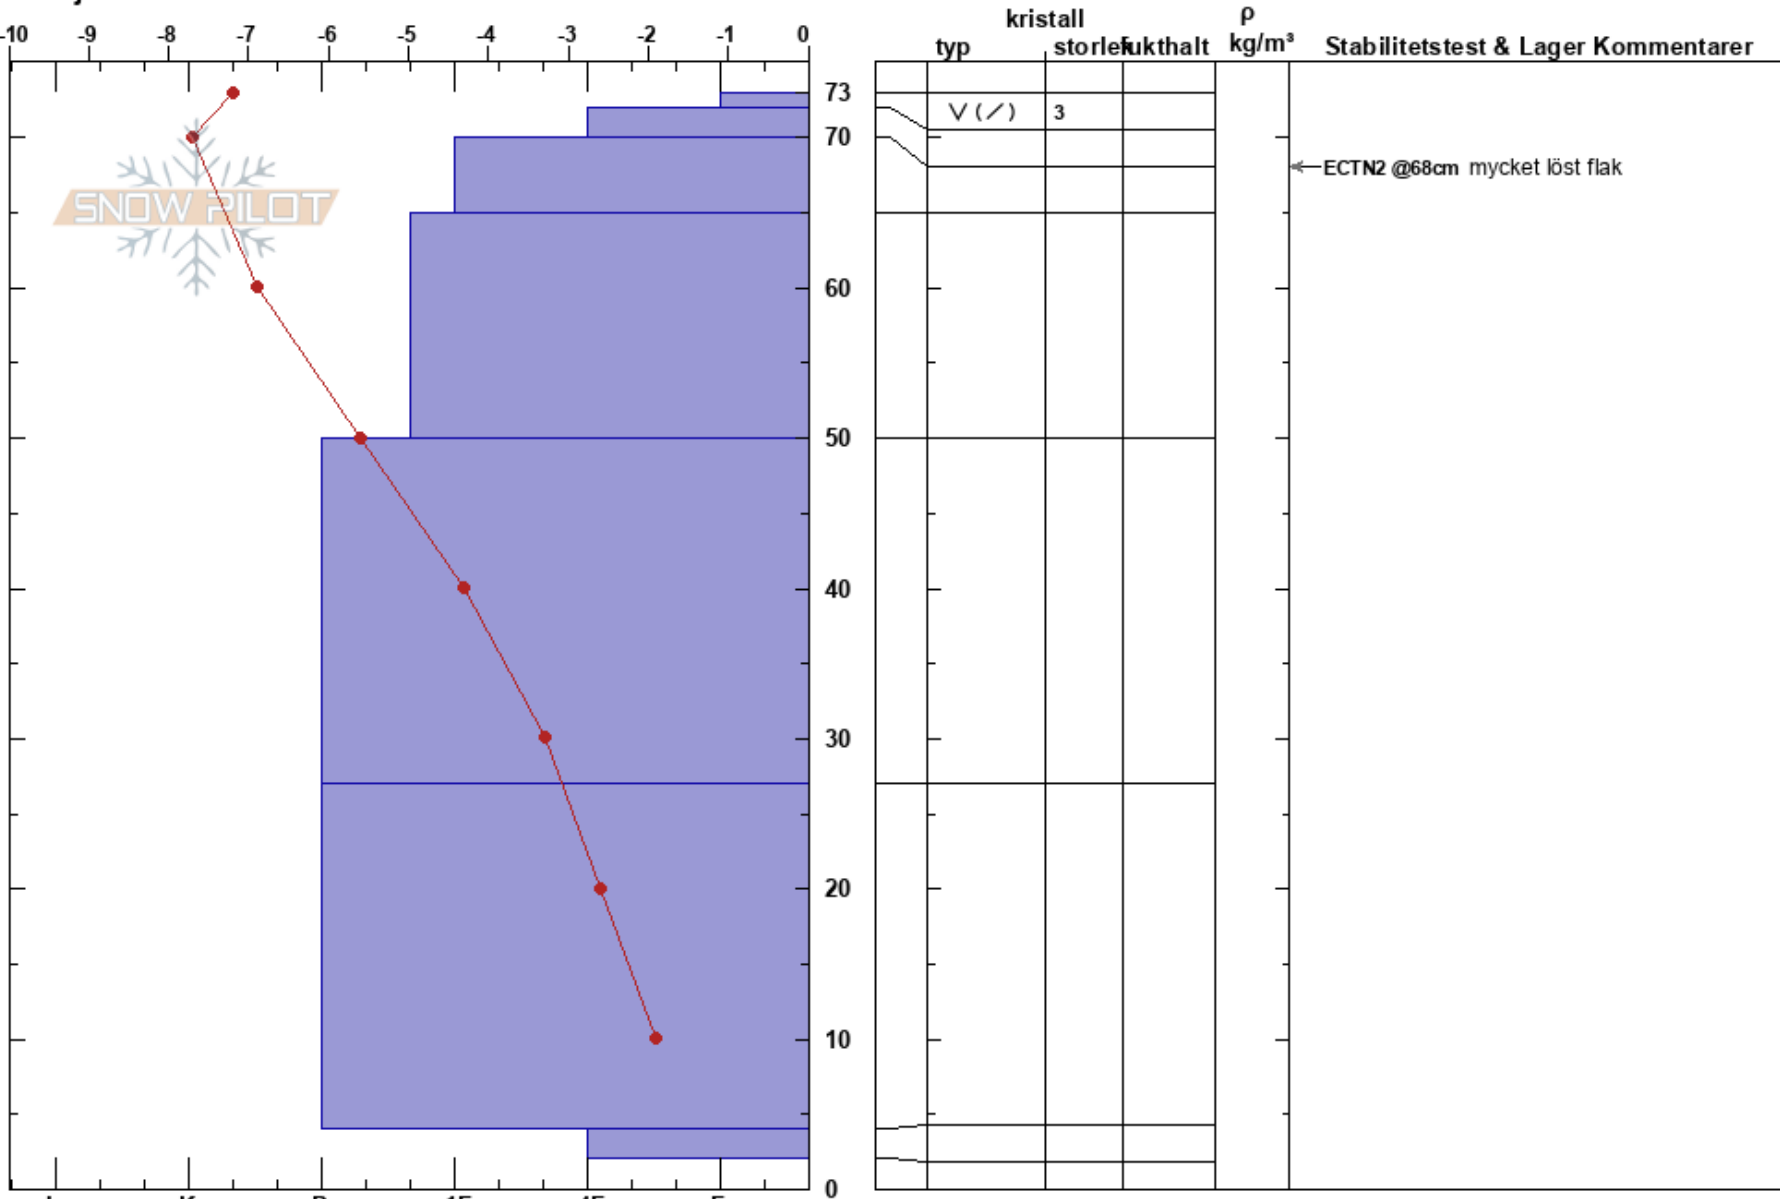 kristall ρ
-10 -9 -8 -7 -6 -5 -4 -3 -2 -1 0 typ storlek fukthalt kg/m³ Stabilitetstest & Lager Kommentarer
73
V (/) 3
70
ECTN2 @68cm mycket löst flak
SNOW PILOT
60
50
40
30
20
10
0